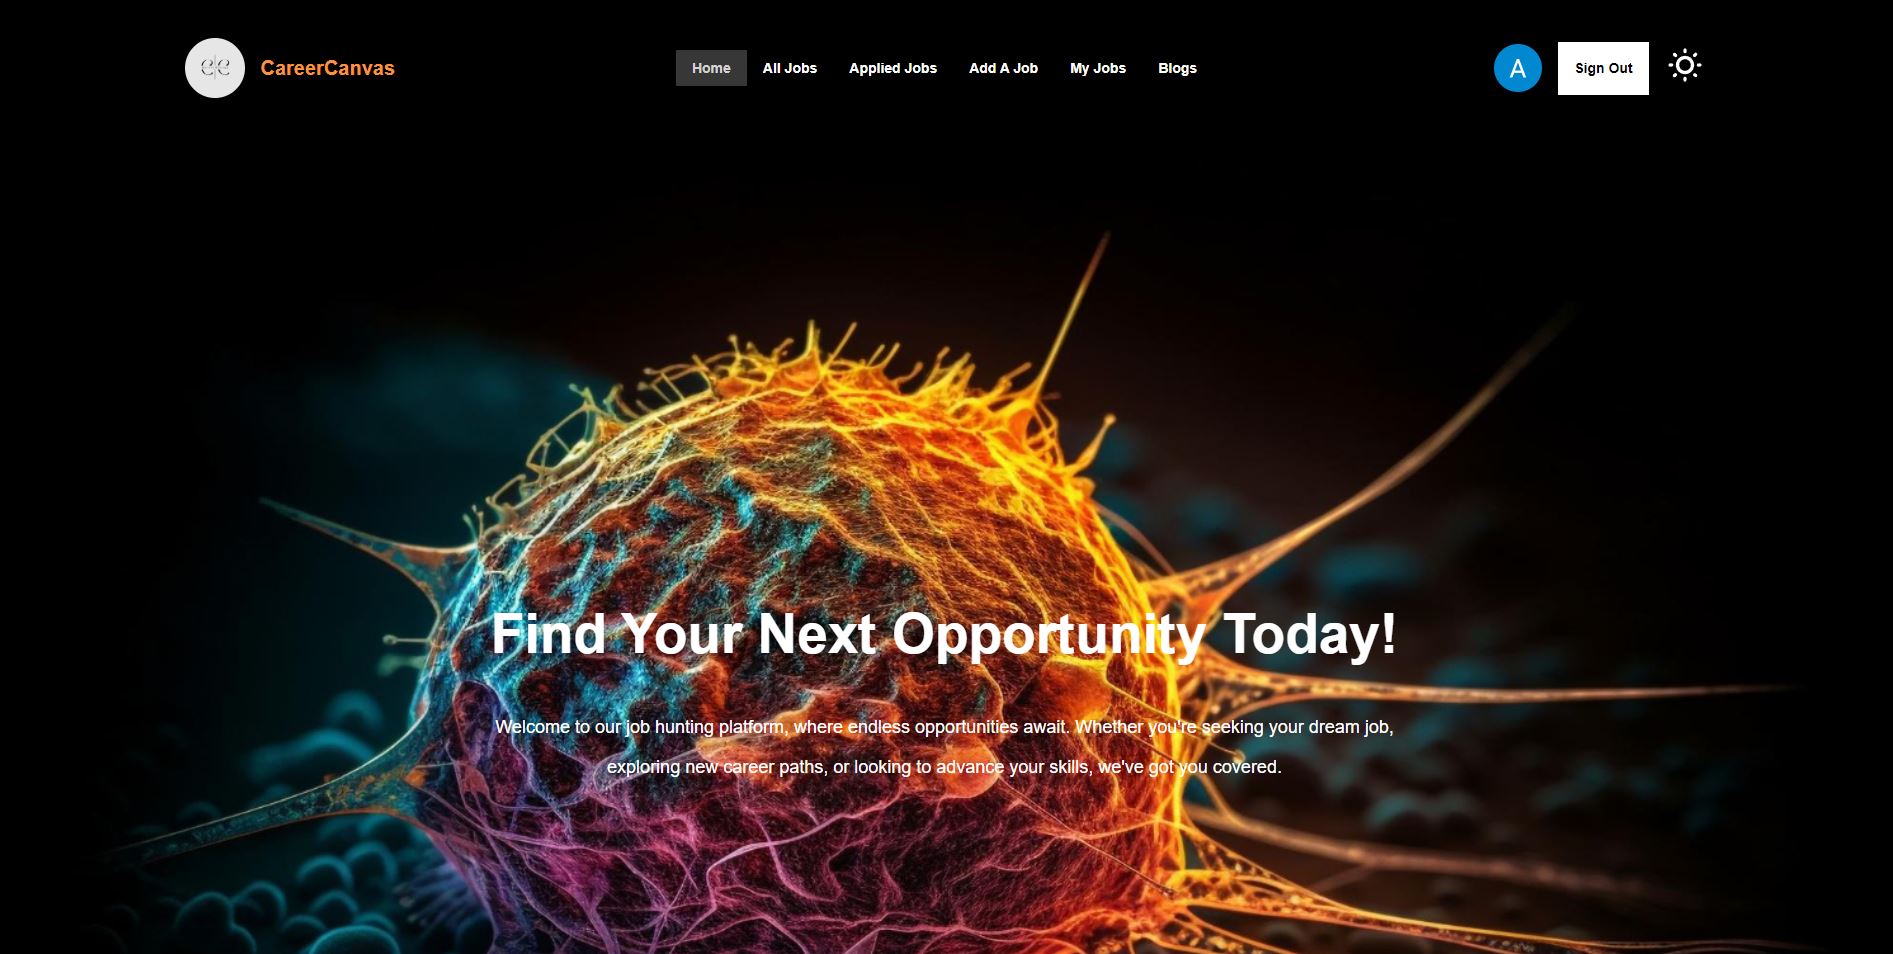 CareerCanvas
Home
All Jobs
Applied Jobs
Add A Job
My Jobs
Blogs
A
Sign Out
Find Your Next Opportunity Today!
Welcome to our job hunting platform, where endless opportunities await. Whether you're seeking your dream job,
exploring new career paths, or looking to advance your skills, we've got you covered.